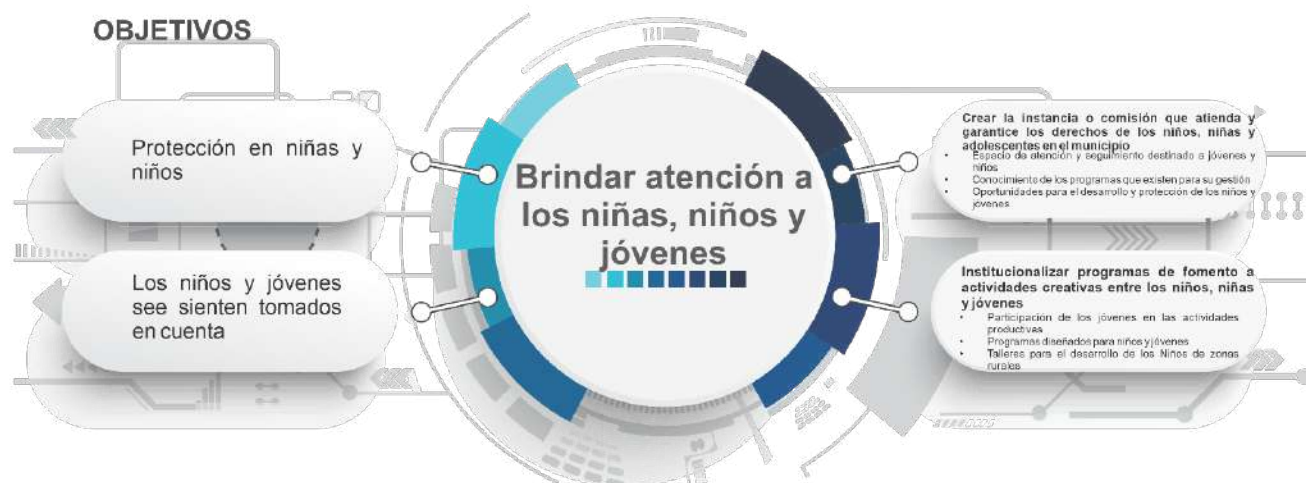 OBJETIVOS
Protección en niñas y
niños
Los niños y jóvenes
see sienten tomados
en cuenta
Brindar atención a
los niñas, niños y
jóvenes
Crear la instancia o comisión que atienda y
garantice los derechos de los niños, niñas y
adolescentes en el municipio
• Espacio de atención y seguimiento destinado a jóvenes y
niños
• Conocimiento de los programas que existen para su gestión
• Oportunidades para el desarrollo y protección de los niños y
jóvenes
Institucionalizar programas de fomento a
actividades creativas entre los niños, niñas
y jóvenes
• Participación de los jóvenes en las actividades
productivas
• Programas diseñados para niños y jóvenes
• Talleres para el desarrollo de los Niños de zonas
rurales